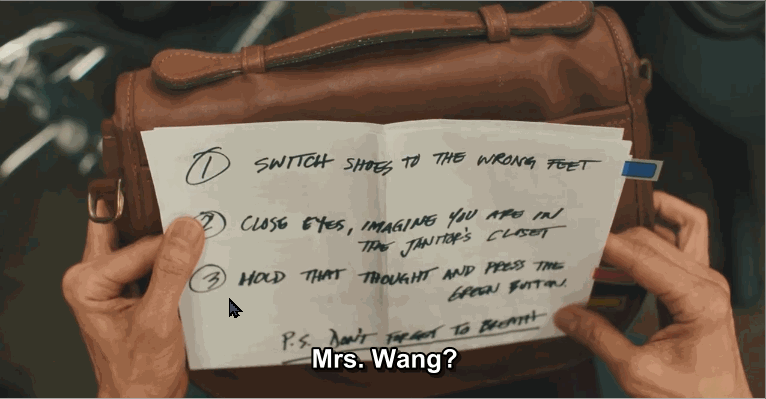 1 SWITCH SHOES TO THE WRONG FEET
2 CLOSE EYES, IMAGINE YOU ARE IN
THE JANITOR'S CLOSET
3 HOLD THAT THOUGHT AND PRESS THE
GREEN BUTTON.
P.S. DON'T FORGET TO BREATH
Mrs. Wang?